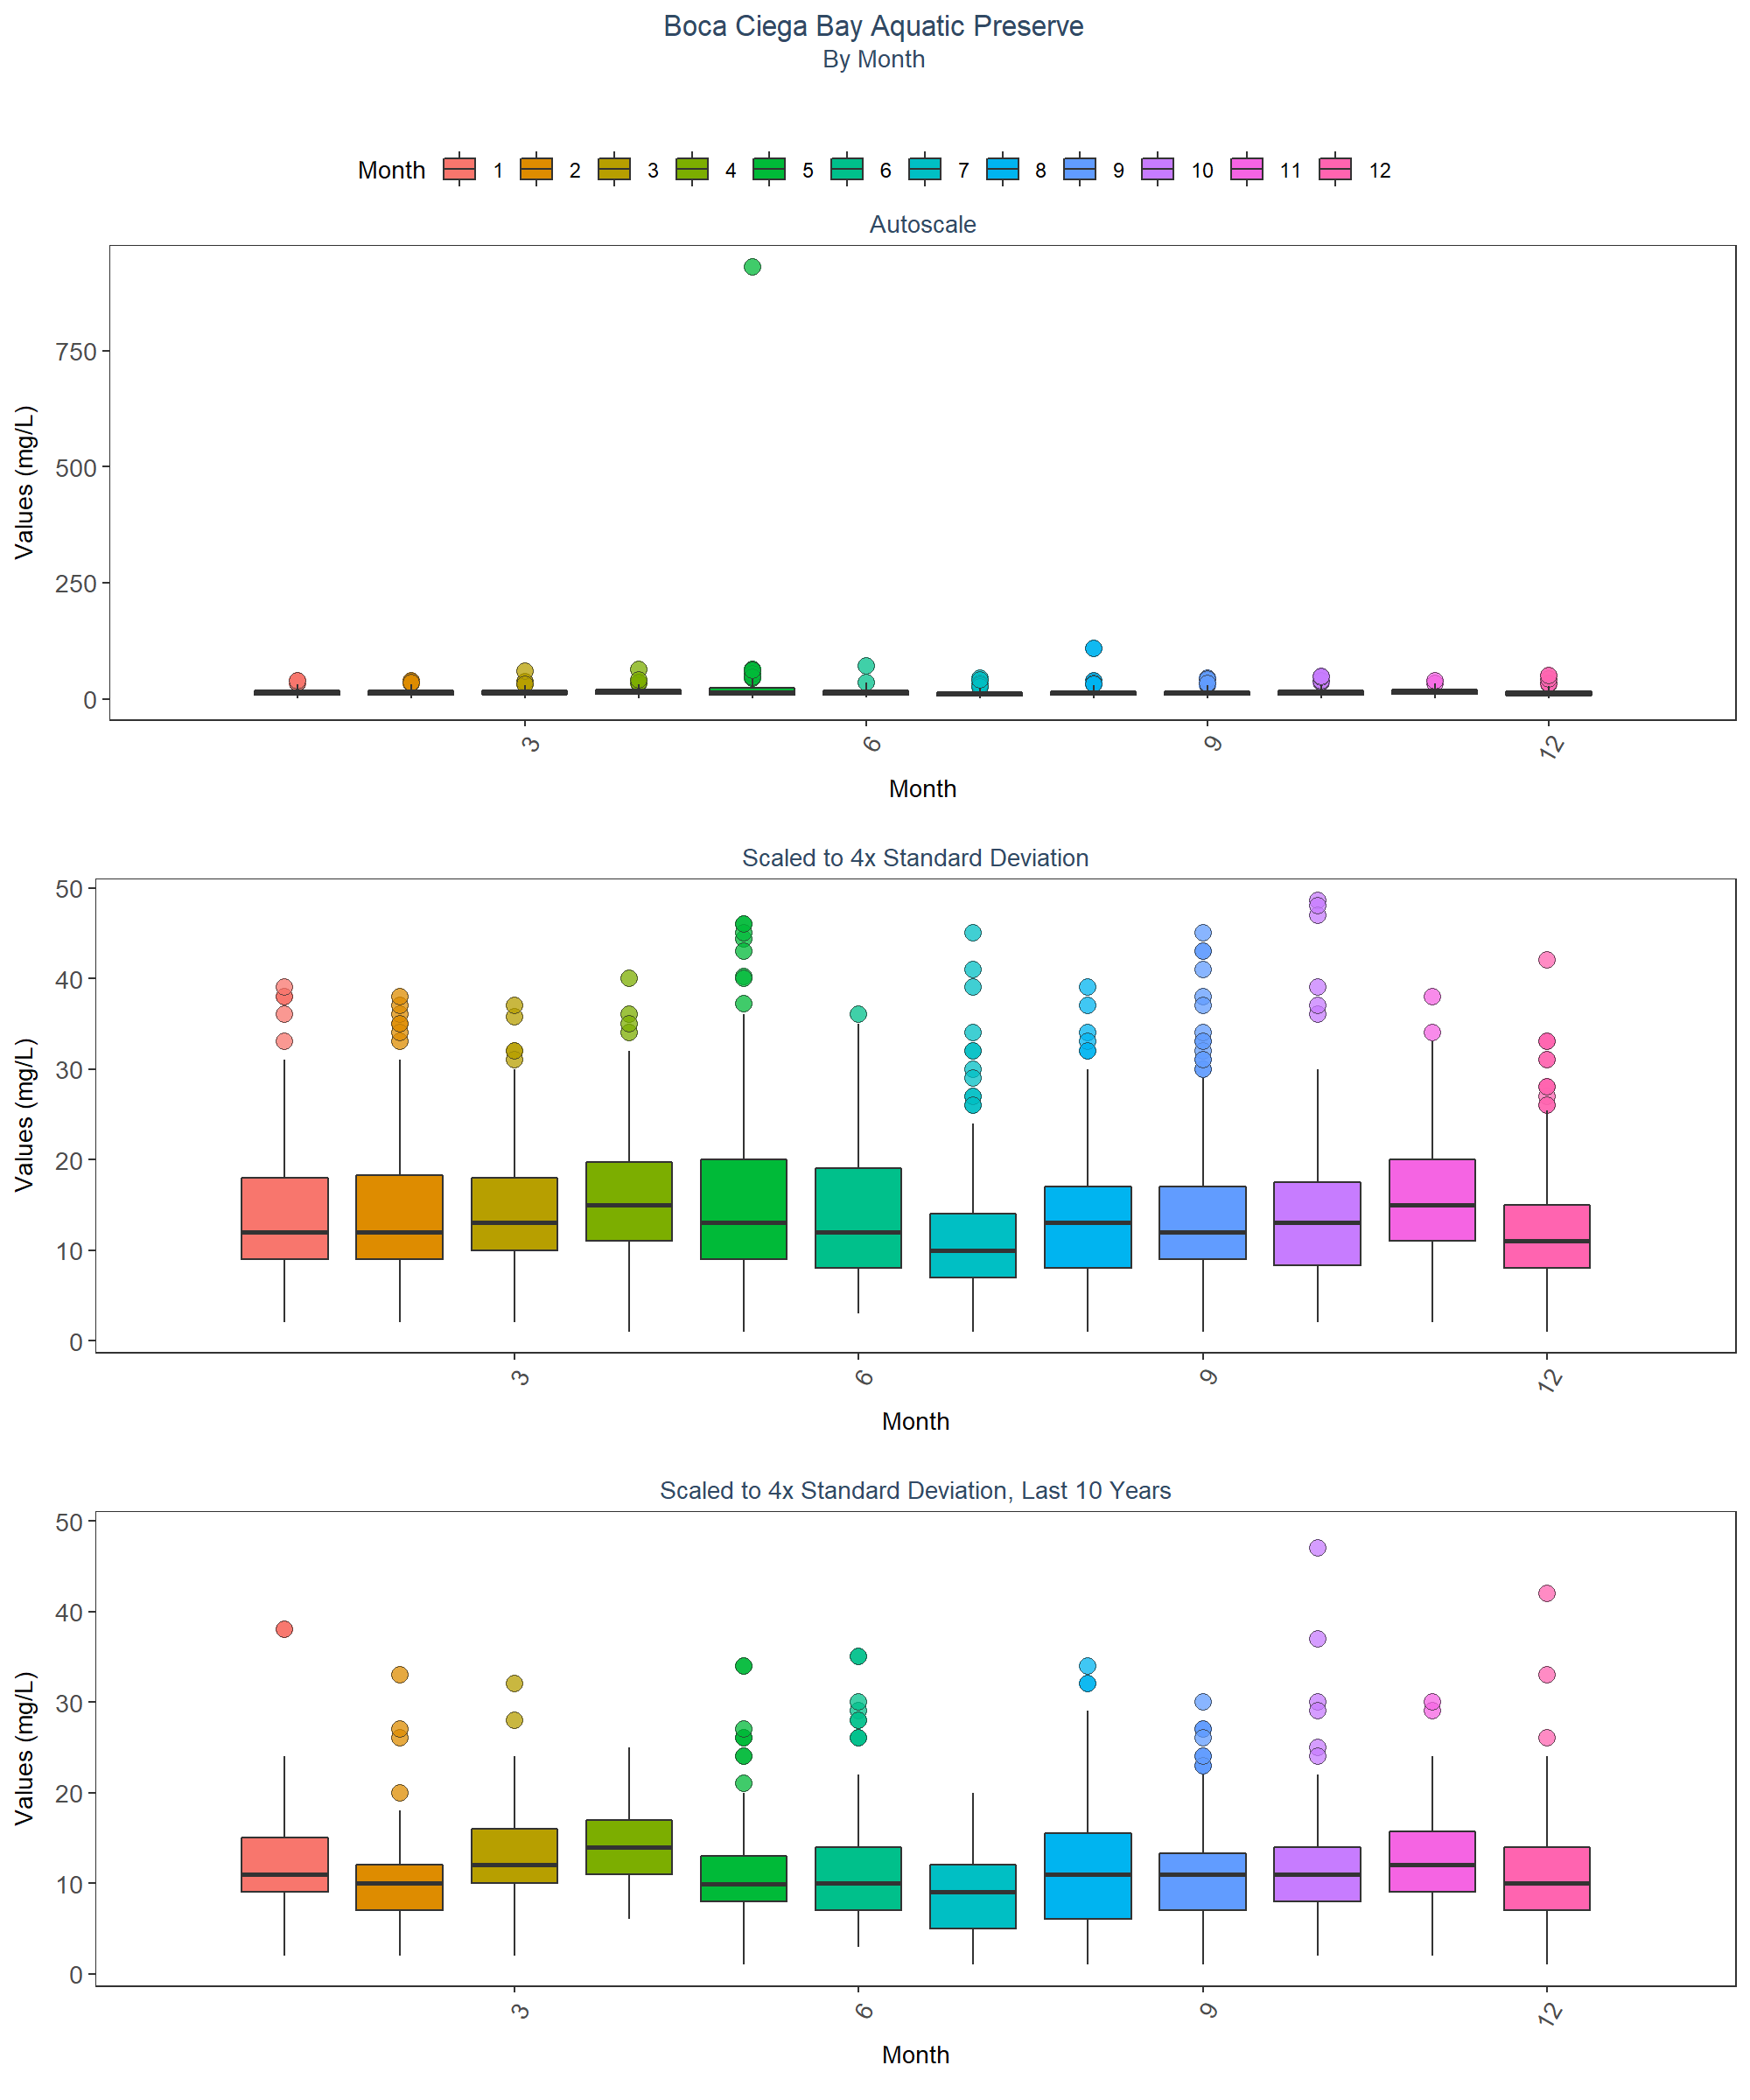 Boca Ciega Bay Aquatic Preserve
By Month
Month 1 2 3 4 5 6 7 8 9 10 11 12
Autoscale
Values (mg/L)
750
500
250
0
3 6 9 12
Month
Scaled to 4x Standard Deviation
Values (mg/L)
50
40
30
20
10
0
3 6 9 12
Month
Scaled to 4x Standard Deviation, Last 10 Years
Values (mg/L)
50
40
30
20
10
0
3 6 9 12
Month